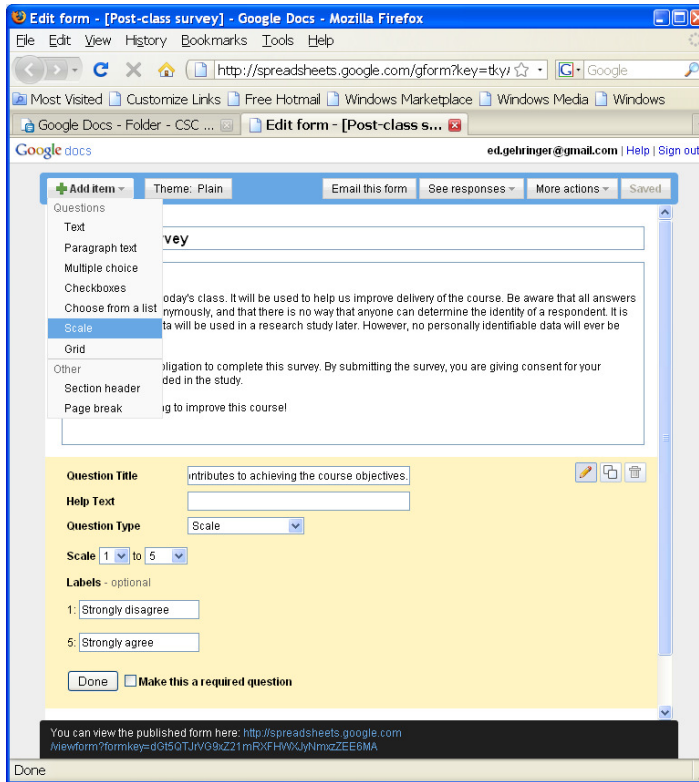 Edit form - [Post-class survey] - Google Docs - Mozilla Firefox
File Edit View History Bookmarks Tools Help
http://spreadsheets.google.com/gform?key=tky
G Google
Most Visited Customize Links Free Hotmail Windows Marketplace Windows Media Windows
Google Docs - Folder - CSC ... Edit form - [Post-class s...
Google docs ed.gehringer@gmail.com | Help | Sign out
Add item Theme: Plain Email this form See responses More actions Saved
Questions
Text
vey
Paragraph text
Multiple choice
Checkboxes
oday's class. It will be used to help us improve delivery of the course. Be aware that all answers
Choose from a list
nymously, and that there is no way that anyone can determine the identity of a respondent. It is
Scale
ta will be used in a research study later. However, no personally identifiable data will ever be
Grid
Other
bligation to complete this survey. By submitting the survey, you are giving consent for your
Section header
ded in the study.
Page break
ng to improve this course!
Question Title
ntributes to achieving the course objectives.
Help Text
Question Type Scale
Scale 1 to 5
Labels - optional
1: Strongly disagree
5: Strongly agree
Done Make this a required question
You can view the published form here: http://spreadsheets.google.com
/viewform?formkey=dGt5QTJrVG9xZ21mRXFHWXJyNmxzZEE6MA
Done